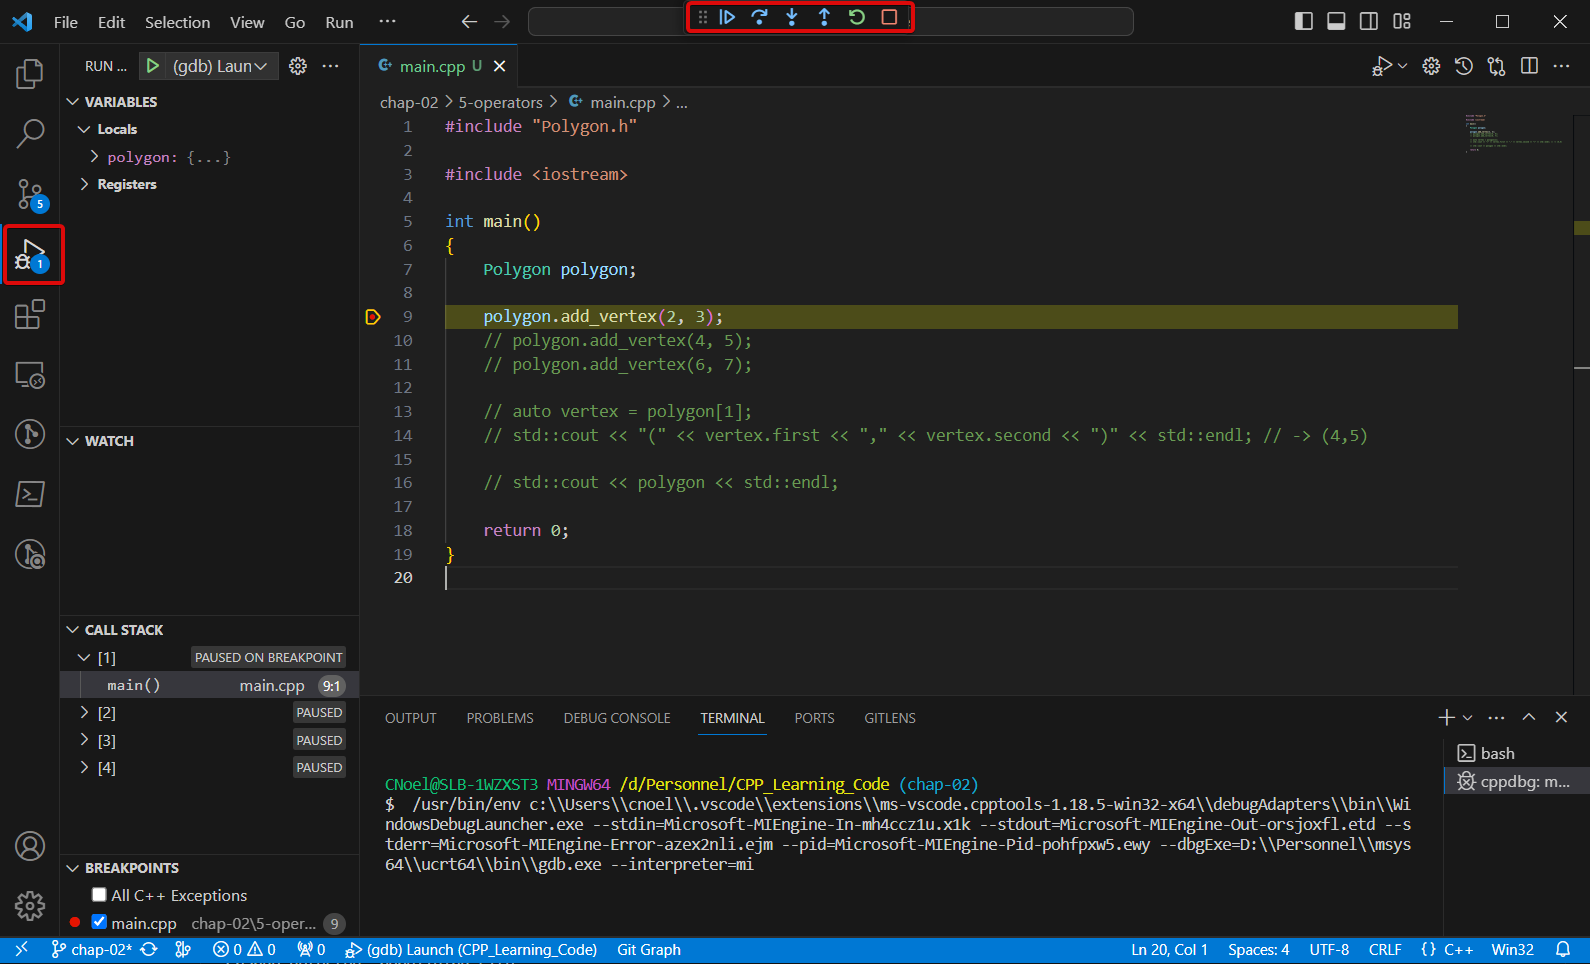 File Edit Selection View Go Run ···
RUN ... (gdb) Laun ···
VARIABLES
Locals
polygon: {...}
Registers
5
1
WATCH
CALL STACK
[1] PAUSED ON BREAKPOINT
main() main.cpp 9:1
[2] PAUSED
[3] PAUSED
[4] PAUSED
BREAKPOINTS
All C++ Exceptions
main.cpp chap-02\5-oper... 9
main.cpp U
chap-02 > 5-operators > main.cpp > ...
1 #include "Polygon.h"
2
3 #include <iostream>
4
5 int main()
6 {
7 Polygon polygon;
8
9 polygon.add_vertex(2, 3);
10 // polygon.add_vertex(4, 5);
11 // polygon.add_vertex(6, 7);
12
13 // auto vertex = polygon[1];
14 // std::cout << "(" << vertex.first << "," << vertex.second << ")" << std::endl; // -> (4,5)
15
16 // std::cout << polygon << std::endl;
17
18 return 0;
19 }
20
OUTPUT PROBLEMS DEBUG CONSOLE TERMINAL PORTS GITLENS
CNoel@SLB-1WZXST3 MINGW64 /d/Personnel/CPP_Learning_Code (chap-02)
$  /usr/bin/env c:\\Users\\cnoel\\.vscode\\extensions\\ms-vscode.cpptools-1.18.5-win32-x64\\debugAdapters\\bin\\Wi
ndowsDebugLauncher.exe --stdin=Microsoft-MIEngine-In-mh4ccz1u.x1k --stdout=Microsoft-MIEngine-Out-orsjoxfl.etd --s
tderr=Microsoft-MIEngine-Error-azex2nli.ejm --pid=Microsoft-MIEngine-Pid-pohfpxw5.ewy --dbgExe=D:\\Personnel\\msys
64\\ucrt64\\bin\\gdb.exe --interpreter=mi
bash
cppdbg: m...
chap-02* 0 0 0 (gdb) Launch (CPP_Learning_Code) Git Graph Ln 20, Col 1 Spaces: 4 UTF-8 CRLF {} C++ Win32